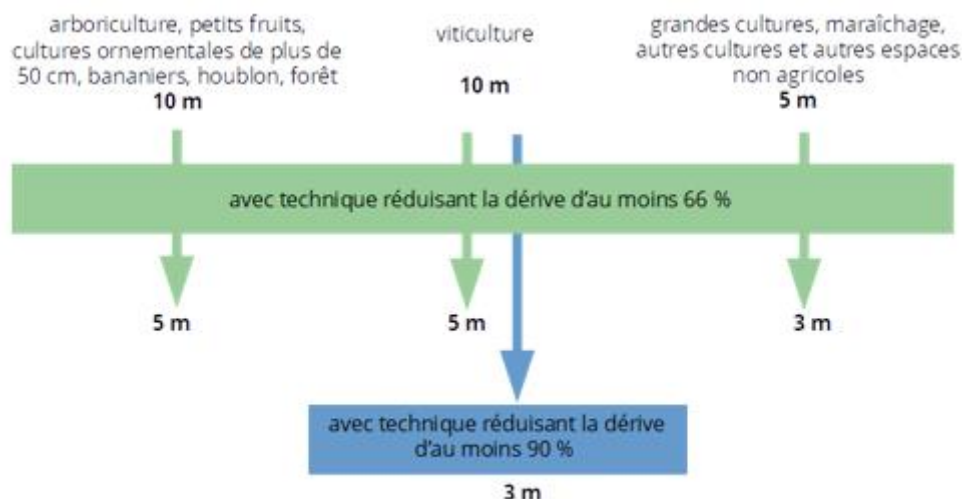 arboriculture, petits fruits,
cultures ornementales de plus de
50 cm, bananiers, houblon, forêt
10 m
viticulture
10 m
grandes cultures, maraîchage,
autres cultures et autres espaces
non agricoles
5 m
avec technique réduisant la dérive d'au moins 66 %
5 m
5 m
3 m
avec technique réduisant la dérive
d'au moins 90 %
3 m